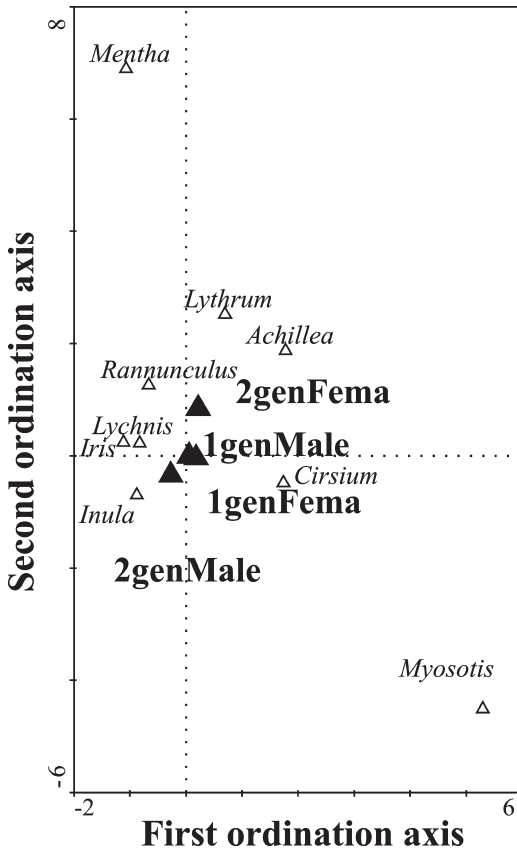 8
Mentha
Lythrum
Achillea
Rannunculus
2genFema
Lychnis
1genMale
Iris
Cirsium
1genFema
Inula
2genMale
Myosotis
Second ordination axis
-6
-2
6
First ordination axis